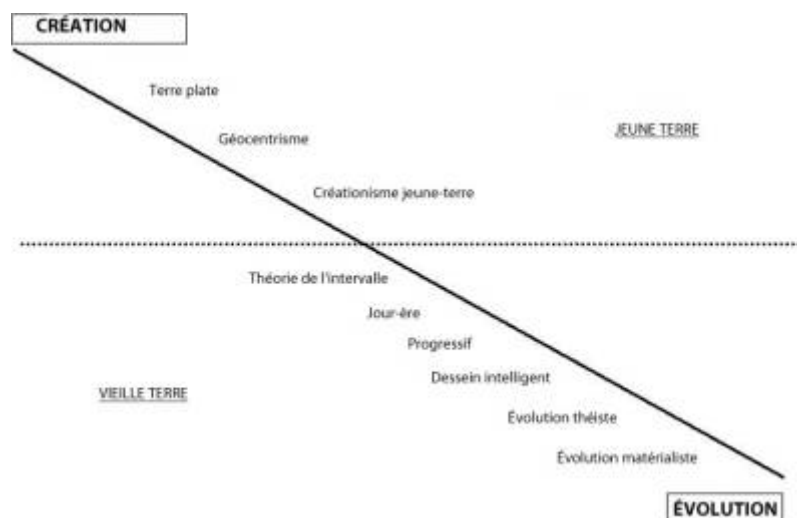 CRÉATION
Terre plate
Géocentrisme
JEUNE TERRE
Créationisme jeune-terre
Théorie de l'intervalle
Jour-ère
Progressif
Dessein intelligent
VIEILLE TERRE
Évolution théiste
Évolution matérialiste
ÉVOLUTION